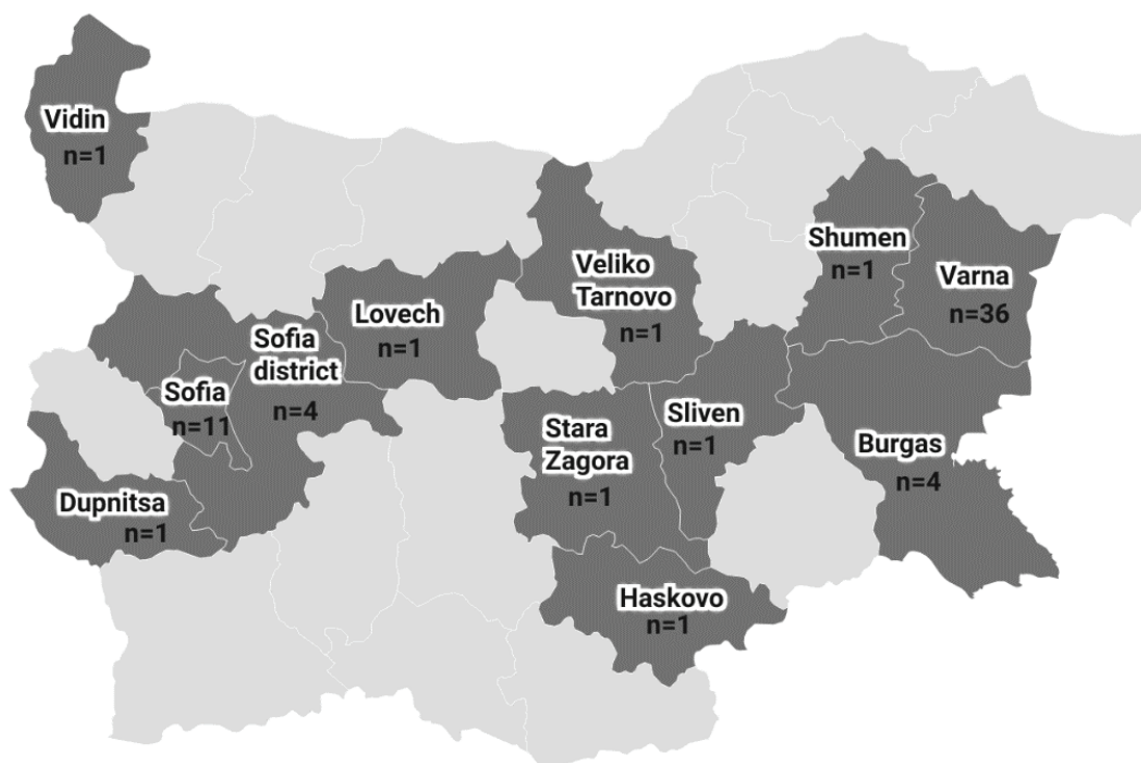 Vidin
n=1
Shumen
n=1
Veliko
Tarnovo
n=1
Varna
n=36
Lovech
n=1
Sofia
district
n=4
Sofia
n=11
Sliven
n=1
Stara
Zagora
n=1
Burgas
n=4
Dupnitsa
n=1
Haskovo
n=1